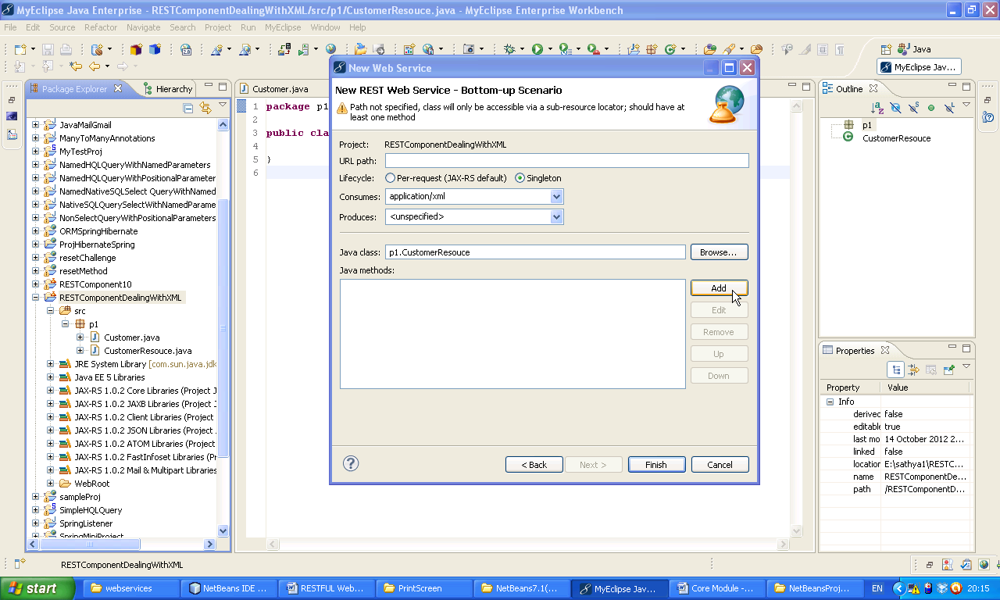 MyEclipse Java Enterprise - RESTComponentDealingWithXML/src/p1/CustomerResouce.java - MyEclipse Enterprise Workbench
File Edit Source Refactor Navigate Search Project Run MyEclipse Window Help
Java
MyEclipse Jav...
Package Explorer
Hierarchy
JavaMailGmail
ManyToManyAnnotations
MyTestProj
NamedHQLQueryWithNamedParameters
NamedHQLQueryWithPositionalParameter
NamedNativeSQLSelect QueryWithNamed
NativeSQLQuerySelectWithNamedParame
NonSelectQueryWithPositionalParameters
ORMSpringHibernate
ProjHibernateSpring
resetChallenge
resetMethod
RESTComponent10
RESTComponentDealingWithXML
src
p1
Customer.java
CustomerResouce.java
JRE System Library [com.sun.java.jdk
Java EE 5 Libraries
JAX-RS 1.0.2 Core Libraries (Project J
JAX-RS 1.0.2 JAXB Libraries (Project J
JAX-RS 1.0.2 Client Libraries (Project
JAX-RS 1.0.2 JSON Libraries (Project .
JAX-RS 1.0.2 ATOM Libraries (Project
JAX-RS 1.0.2 FastInfoset Libraries (Pr
JAX-RS 1.0.2 Mail & Multipart Libraries
WebRoot
sampleProj
SimpleHQLQuery
SpringListener
SpringMiniProject
Customer.java
1 package p1
2
3 public cla
4
5 }
6
New Web Service
New REST Web Service - Bottom-up Scenario
Path not specified, class will only be accessible via a sub-resource locator; should have at
least one method
Project: RESTComponentDealingWithXML
URL path:
Lifecycle: Per-request (JAX-RS default) Singleton
Consumes: application/xml
Produces: <unspecified>
Java class: p1.CustomerResouce Browse...
Java methods:
Add
Edit
Remove
Up
Down
? < Back Next > Finish Cancel
Outline
p1
CustomerResouce
Properties
Property Value
Info
derived false
editable true
last mo 14 October 2012 2...
linked false
location E:\sathya1\RESTC...
name RESTComponentDe...
path /RESTComponentD...
RESTComponentDealingWithXML
start webservices NetBeans IDE ... RESTFUL Web... PrintScreen NetBeans7.1(... MyEclipse Jav... Core Module -... NetBeansProj... EN 20:15